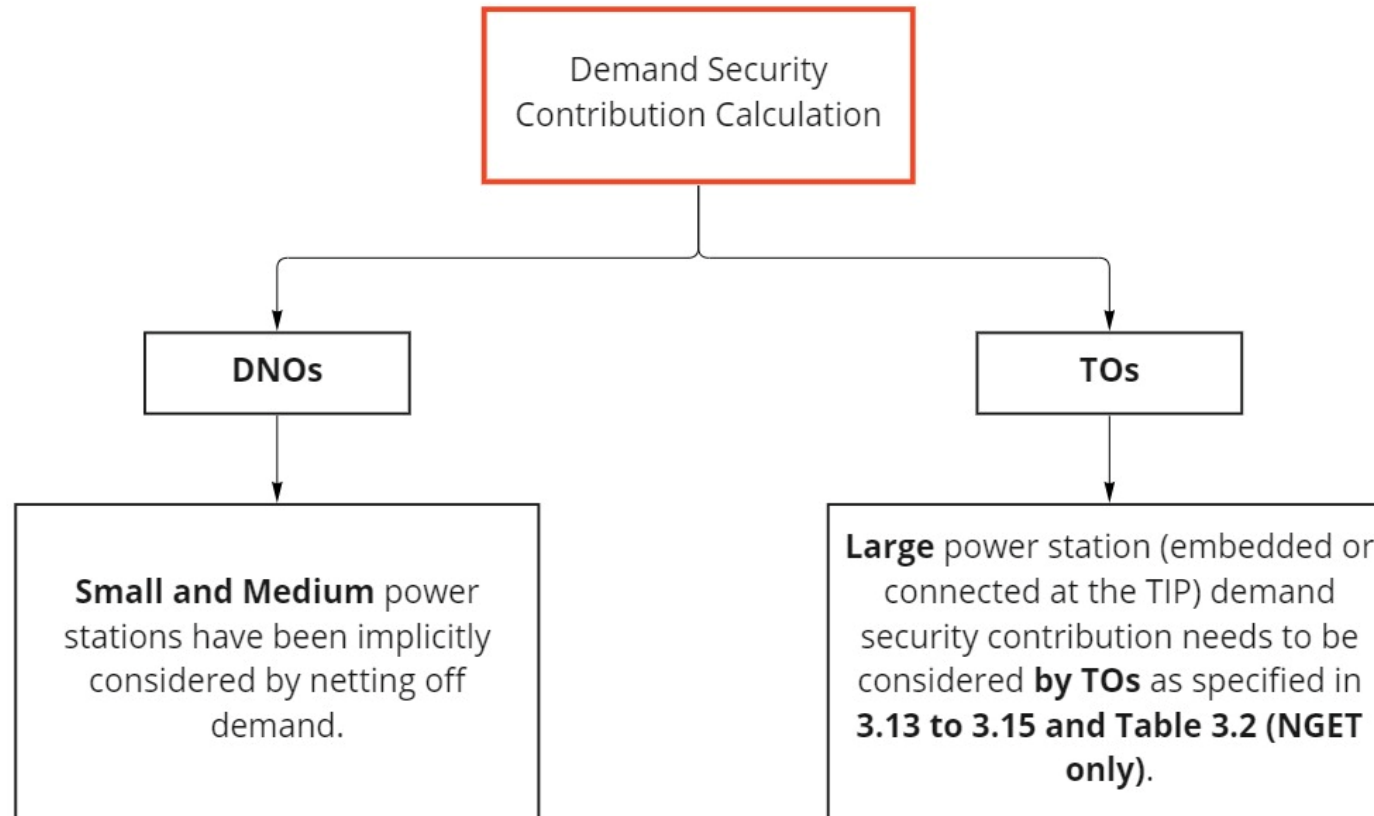 Demand Security
Contribution Calculation
DNOs
TOs
Small and Medium power
stations have been implicitly
considered by netting off
demand.
Large power station (embedded or
connected at the TIP) demand
security contribution needs to be
considered by TOs as specified in
3.13 to 3.15 and Table 3.2 (NGET
only).